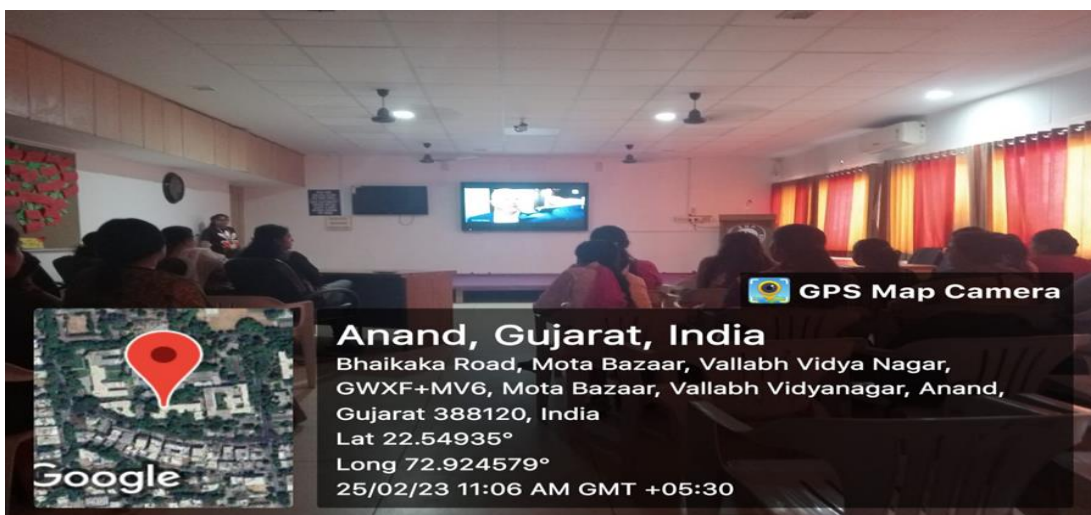 GPS Map Camera
Anand, Gujarat, India
Bhaikaka Road, Mota Bazaar, Vallabh Vidya Nagar,
GWXF+MV6, Mota Bazaar, Vallabh Vidyanagar, Anand,
Gujarat 388120, India
Lat 22.54935°
Long 72.924579°
25/02/23 11:06 AM GMT +05:30
Google